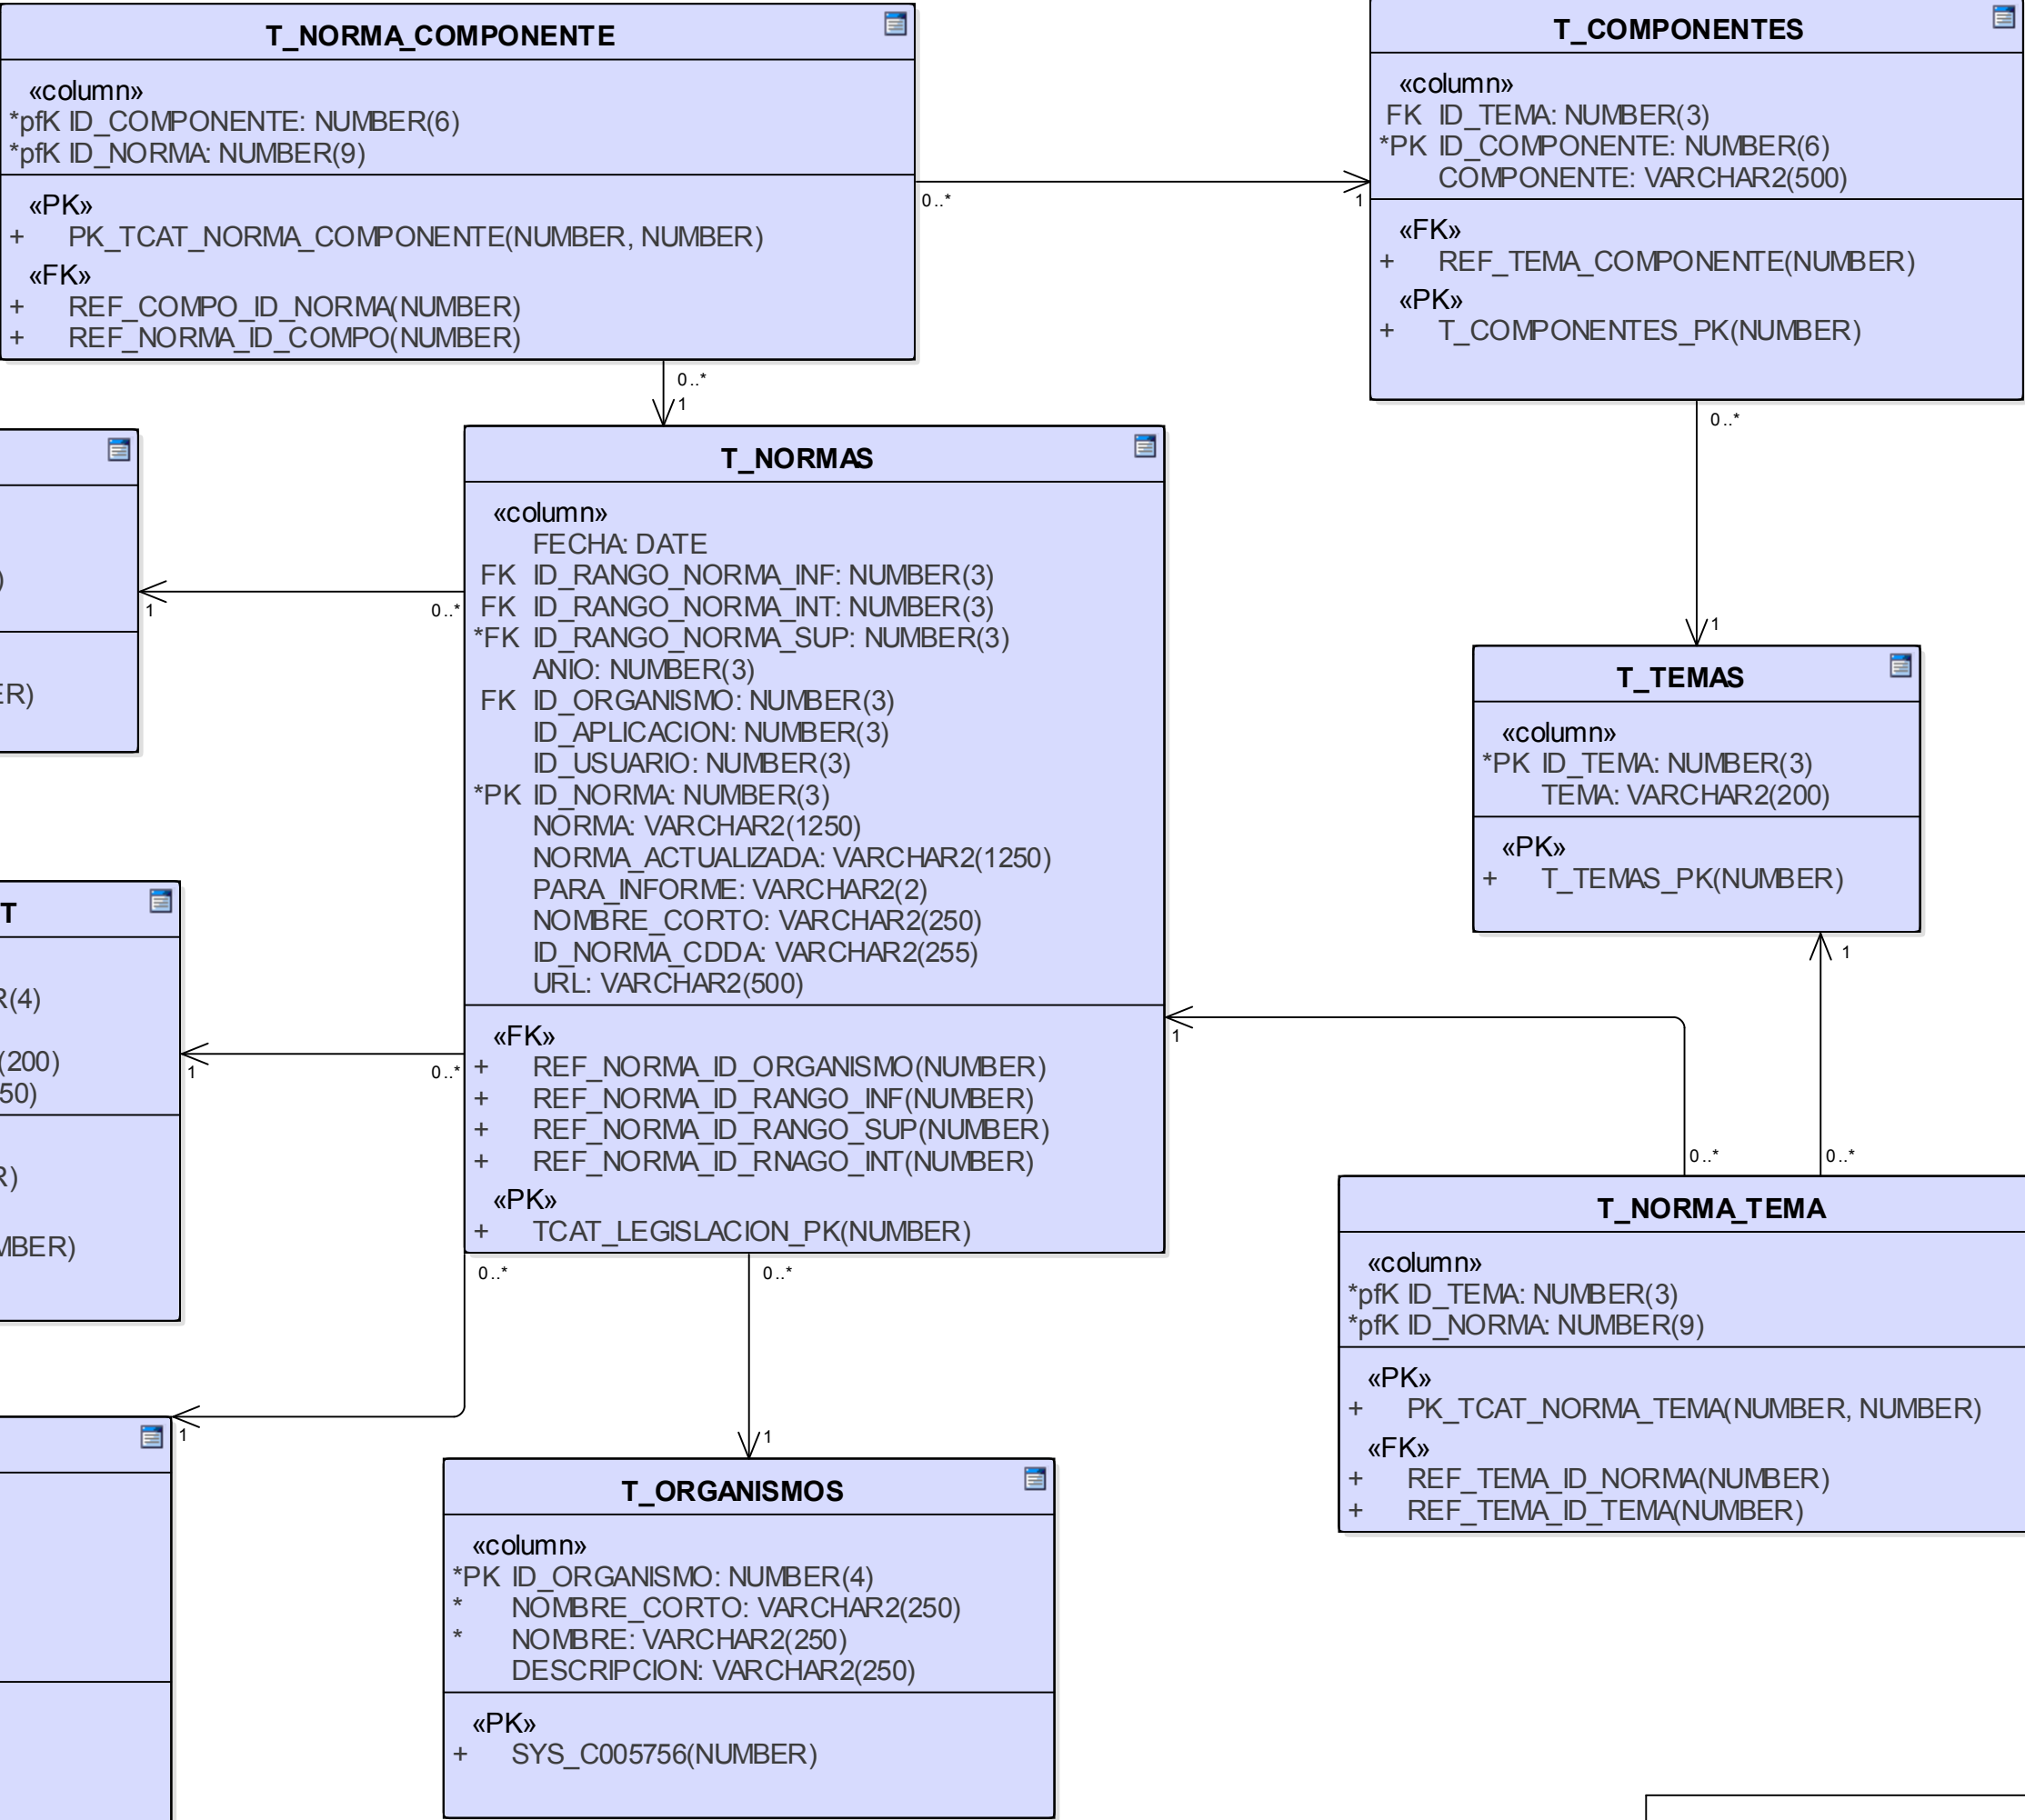 T_NORMA_COMPONENTE
«column»
*pfK ID_COMPONENTE: NUMBER(6)
*pfK ID_NORMA: NUMBER(9)
«PK»
+ PK_TCAT_NORMA_COMPONENTE(NUMBER, NUMBER)
«FK»
+ REF_COMPO_ID_NORMA(NUMBER)
+ REF_NORMA_ID_COMPO(NUMBER)
0..*
1
0..*
1
T_COMPONENTES
«column»
FK ID_TEMA: NUMBER(3)
*PK ID_COMPONENTE: NUMBER(6)
COMPONENTE: VARCHAR2(500)
«FK»
+ REF_TEMA_COMPONENTE(NUMBER)
«PK»
+ T_COMPONENTES_PK(NUMBER)
0..*
1
)
ER)
1
0..*
T_NORMAS
«column»
FECHA: DATE
FK ID_RANGO_NORMA_INF: NUMBER(3)
FK ID_RANGO_NORMA_INT: NUMBER(3)
*FK ID_RANGO_NORMA_SUP: NUMBER(3)
ANIO: NUMBER(3)
FK ID_ORGANISMO: NUMBER(3)
ID_APLICACION: NUMBER(3)
ID_USUARIO: NUMBER(3)
*PK ID_NORMA: NUMBER(3)
NORMA: VARCHAR2(1250)
NORMA_ACTUALIZADA: VARCHAR2(1250)
PARA_INFORME: VARCHAR2(2)
NOMBRE_CORTO: VARCHAR2(250)
ID_NORMA_CDDA: VARCHAR2(255)
URL: VARCHAR2(500)
«FK»
+ REF_NORMA_ID_ORGANISMO(NUMBER)
+ REF_NORMA_ID_RANGO_INF(NUMBER)
+ REF_NORMA_ID_RANGO_SUP(NUMBER)
+ REF_NORMA_ID_RNAGO_INT(NUMBER)
«PK»
+ TCAT_LEGISLACION_PK(NUMBER)
T_TEMAS
«column»
*PK ID_TEMA: NUMBER(3)
TEMA: VARCHAR2(200)
«PK»
+ T_TEMAS_PK(NUMBER)
1
1
0..*
0..*
T
R(4)
(200)
50)
R)
MBER)
1
0..*
0..*
0..*
1
1
T_NORMA_TEMA
«column»
*pfK ID_TEMA: NUMBER(3)
*pfK ID_NORMA: NUMBER(9)
«PK»
+ PK_TCAT_NORMA_TEMA(NUMBER, NUMBER)
«FK»
+ REF_TEMA_ID_NORMA(NUMBER)
+ REF_TEMA_ID_TEMA(NUMBER)
T_ORGANISMOS
«column»
*PK ID_ORGANISMO: NUMBER(4)
* NOMBRE_CORTO: VARCHAR2(250)
* NOMBRE: VARCHAR2(250)
DESCRIPCION: VARCHAR2(250)
«PK»
+ SYS_C005756(NUMBER)